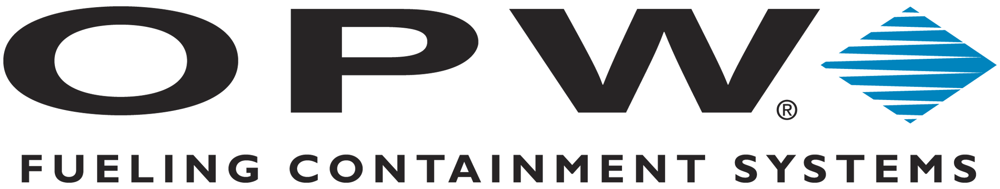 OPW®
FUELING CONTAINMENT SYSTEMS